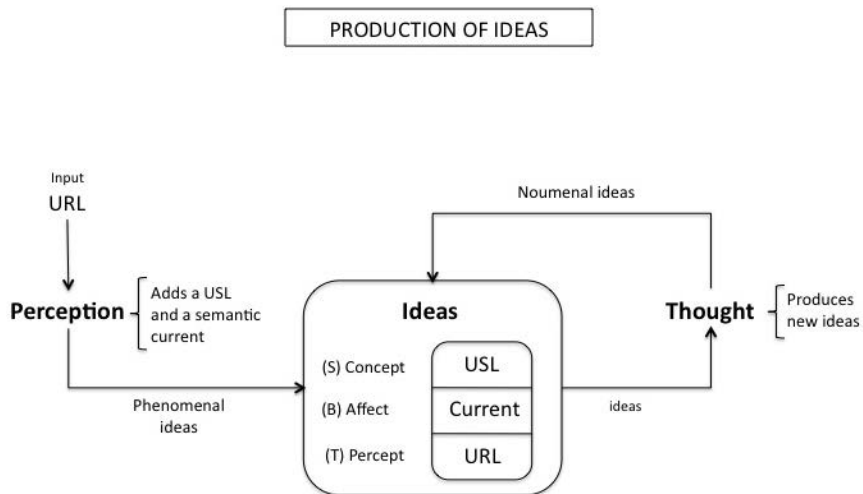 PRODUCTION OF IDEAS
Input
URL
Noumenal ideas
Perception
Adds a USL
and a semantic
current
Ideas
Thought
Produces
new ideas
(S) Concept
USL
(B) Affect
Current
(T) Percept
URL
Phenomenal
ideas
ideas